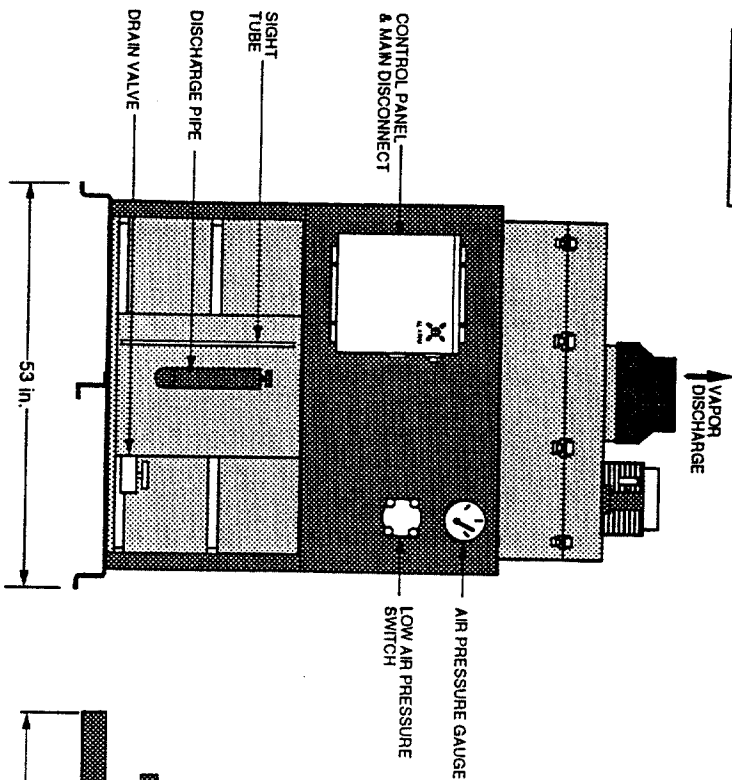 VAPOR
DISCHARGE
CONTROL PANEL
& MAIN DISCONNECT
SIGHT
TUBE
DISCHARGE PIPE
DRAIN VALVE
ALARM
AIR PRESSURE GAUGE
LOW AIR PRESSURE
SWITCH
53 in.